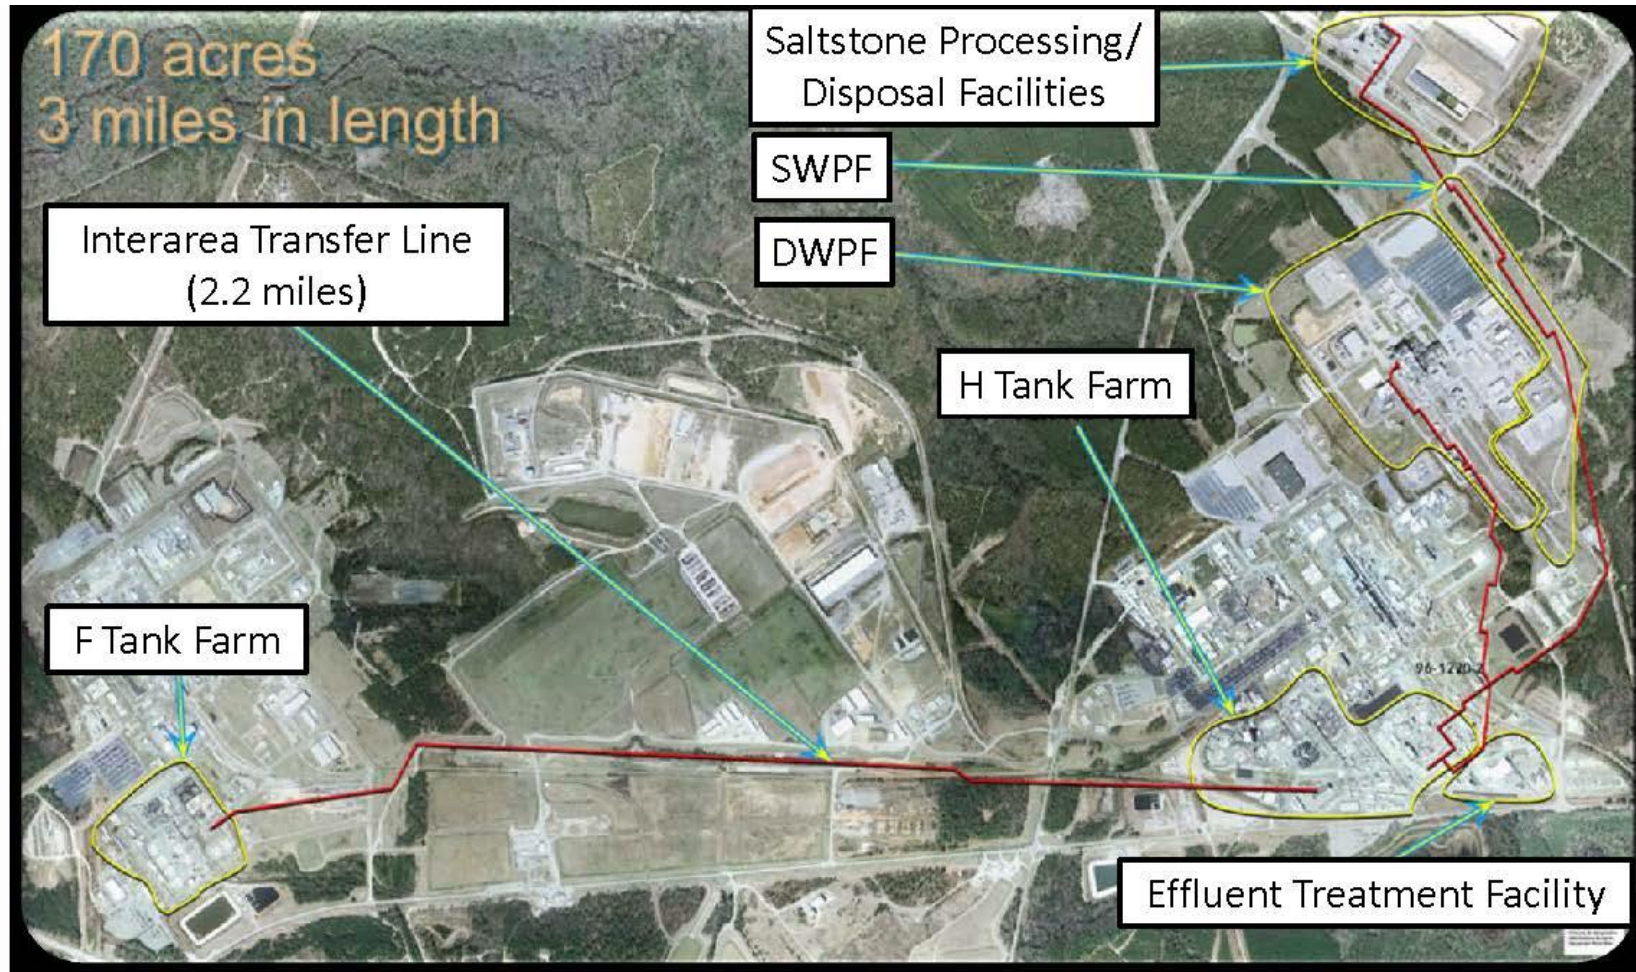 170 acres
3 miles in length
Saltstone Processing/
Disposal Facilities
SWPF
DWPF
Interarea Transfer Line
(2.2 miles)
H Tank Farm
F Tank Farm
96-1220-2
Effluent Treatment Facility